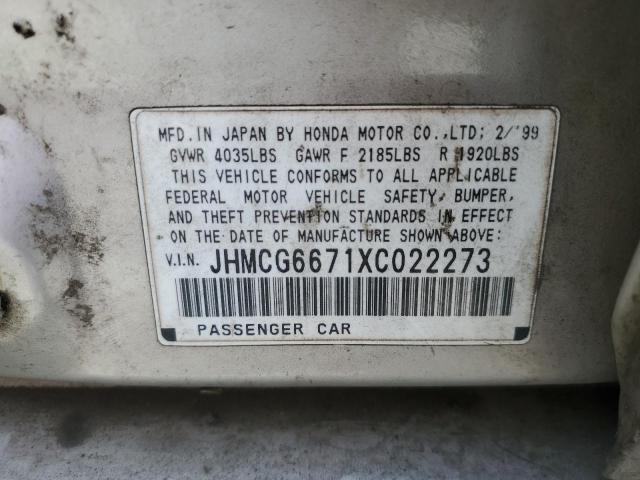 MFD. IN JAPAN BY HONDA MOTOR CO.,LTD; 2/'99
GVWR 4035LBS GAWR F 2185LBS R 1920LBS
THIS VEHICLE CONFORMS TO ALL APPLICABLE
FEDERAL MOTOR VEHICLE SAFETY, BUMPER,
AND THEFT PREVENTION STANDARDS IN EFFECT
ON THE DATE OF MANUFACTURE SHOWN ABOVE:
V.I.N. JHMCG6671XC022273
PASSENGER CAR